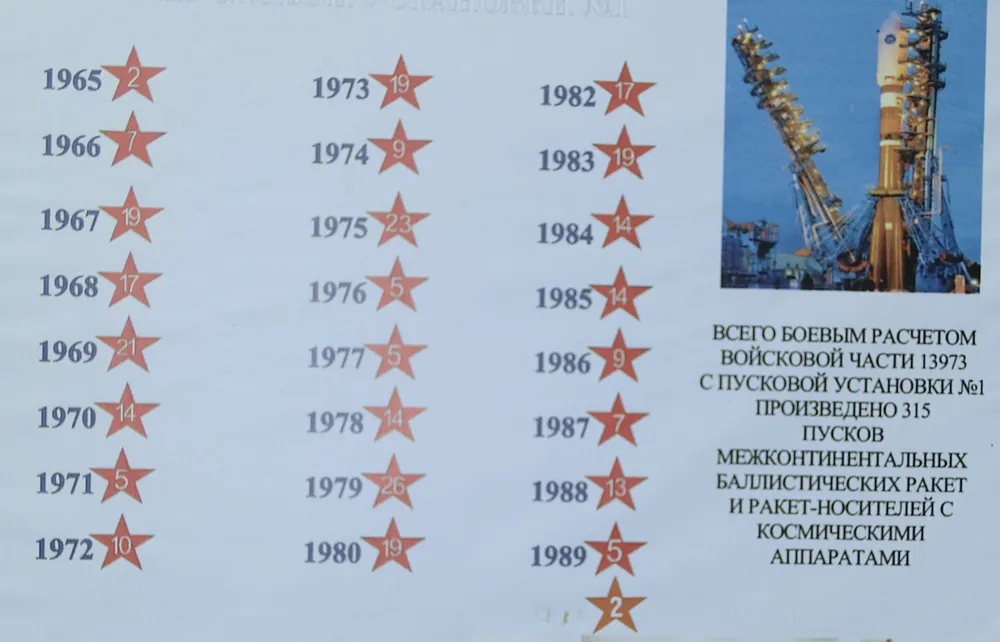 УСТАНОВКИ №1
1965 2
1966 7
1967 19
1968 17
1969 21
1970 14
1971 5
1972 10
1973 19
1974 9
1975 23
1976 5
1977 5
1978 14
1979 26
1980 19
1982 17
1983 19
1984 14
1985 14
1986 9
1987 7
1988 13
1989 5
2
ВСЕГО БОЕВЫМ РАСЧЕТОМ
ВОЙСКОВОЙ ЧАСТИ 13973
С ПУСКОВОЙ УСТАНОВКИ №1
ПРОИЗВЕДЕНО 315
ПУСКОВ
МЕЖКОНТИНЕНТАЛЬНЫХ
БАЛЛИСТИЧЕСКИХ РАКЕТ
И РАКЕТ-НОСИТЕЛЕЙ С
КОСМИЧЕСКИМИ
АППАРАТАМИ